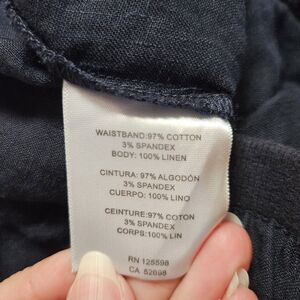 WAISTBAND:97% COTTON
3% SPANDEX
BODY: 100% LINEN
CINTURA: 97% ALGODÓN
3% SPANDEX
CUERPO: 100% LINO
CEINTURE:97% COTON
3% SPANDEX
CORPS:100% LIN
RN 128598
CA 52698